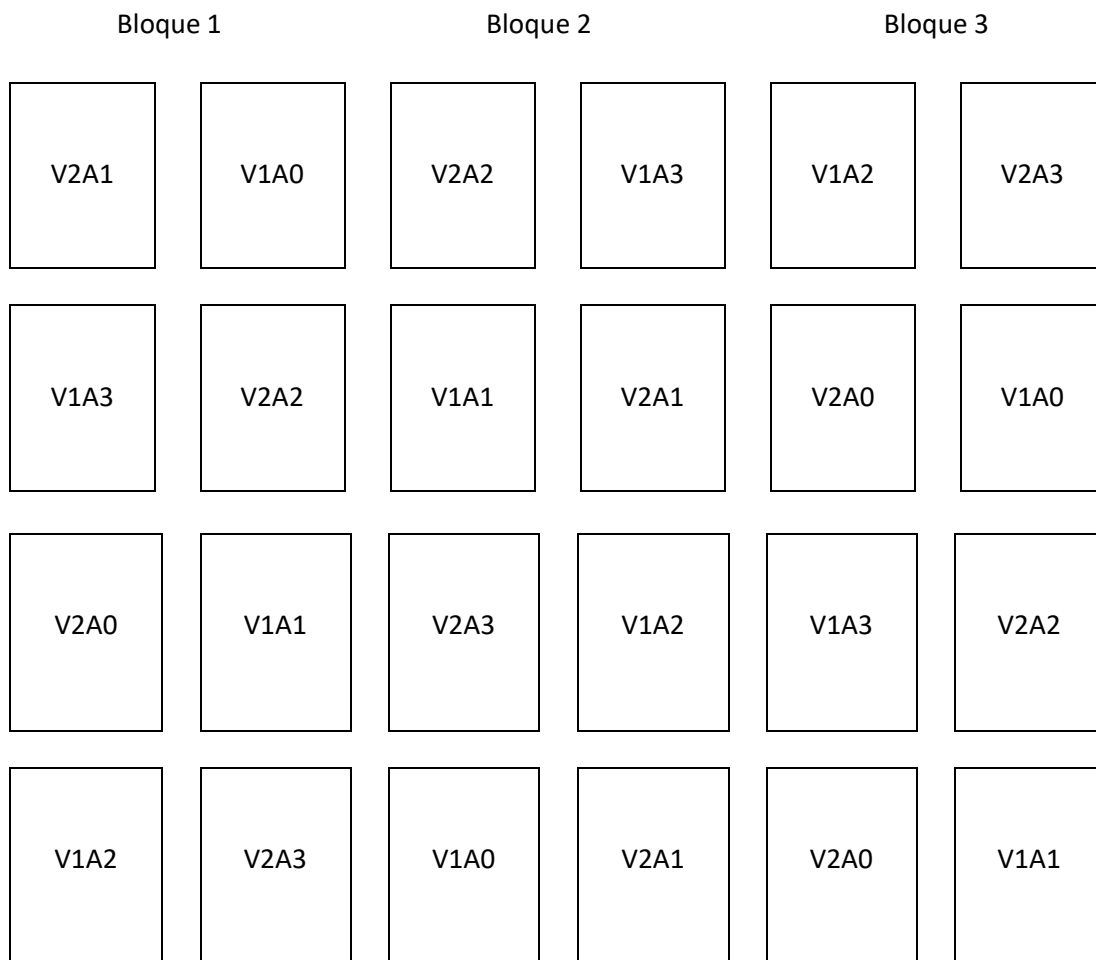 Bloque 1 Bloque 2 Bloque 3
V2A1 V1A0 V2A2 V1A3 V1A2 V2A3
V1A3 V2A2 V1A1 V2A1 V2A0 V1A0
V2A0 V1A1 V2A3 V1A2 V1A3 V2A2
V1A2 V2A3 V1A0 V2A1 V2A0 V1A1